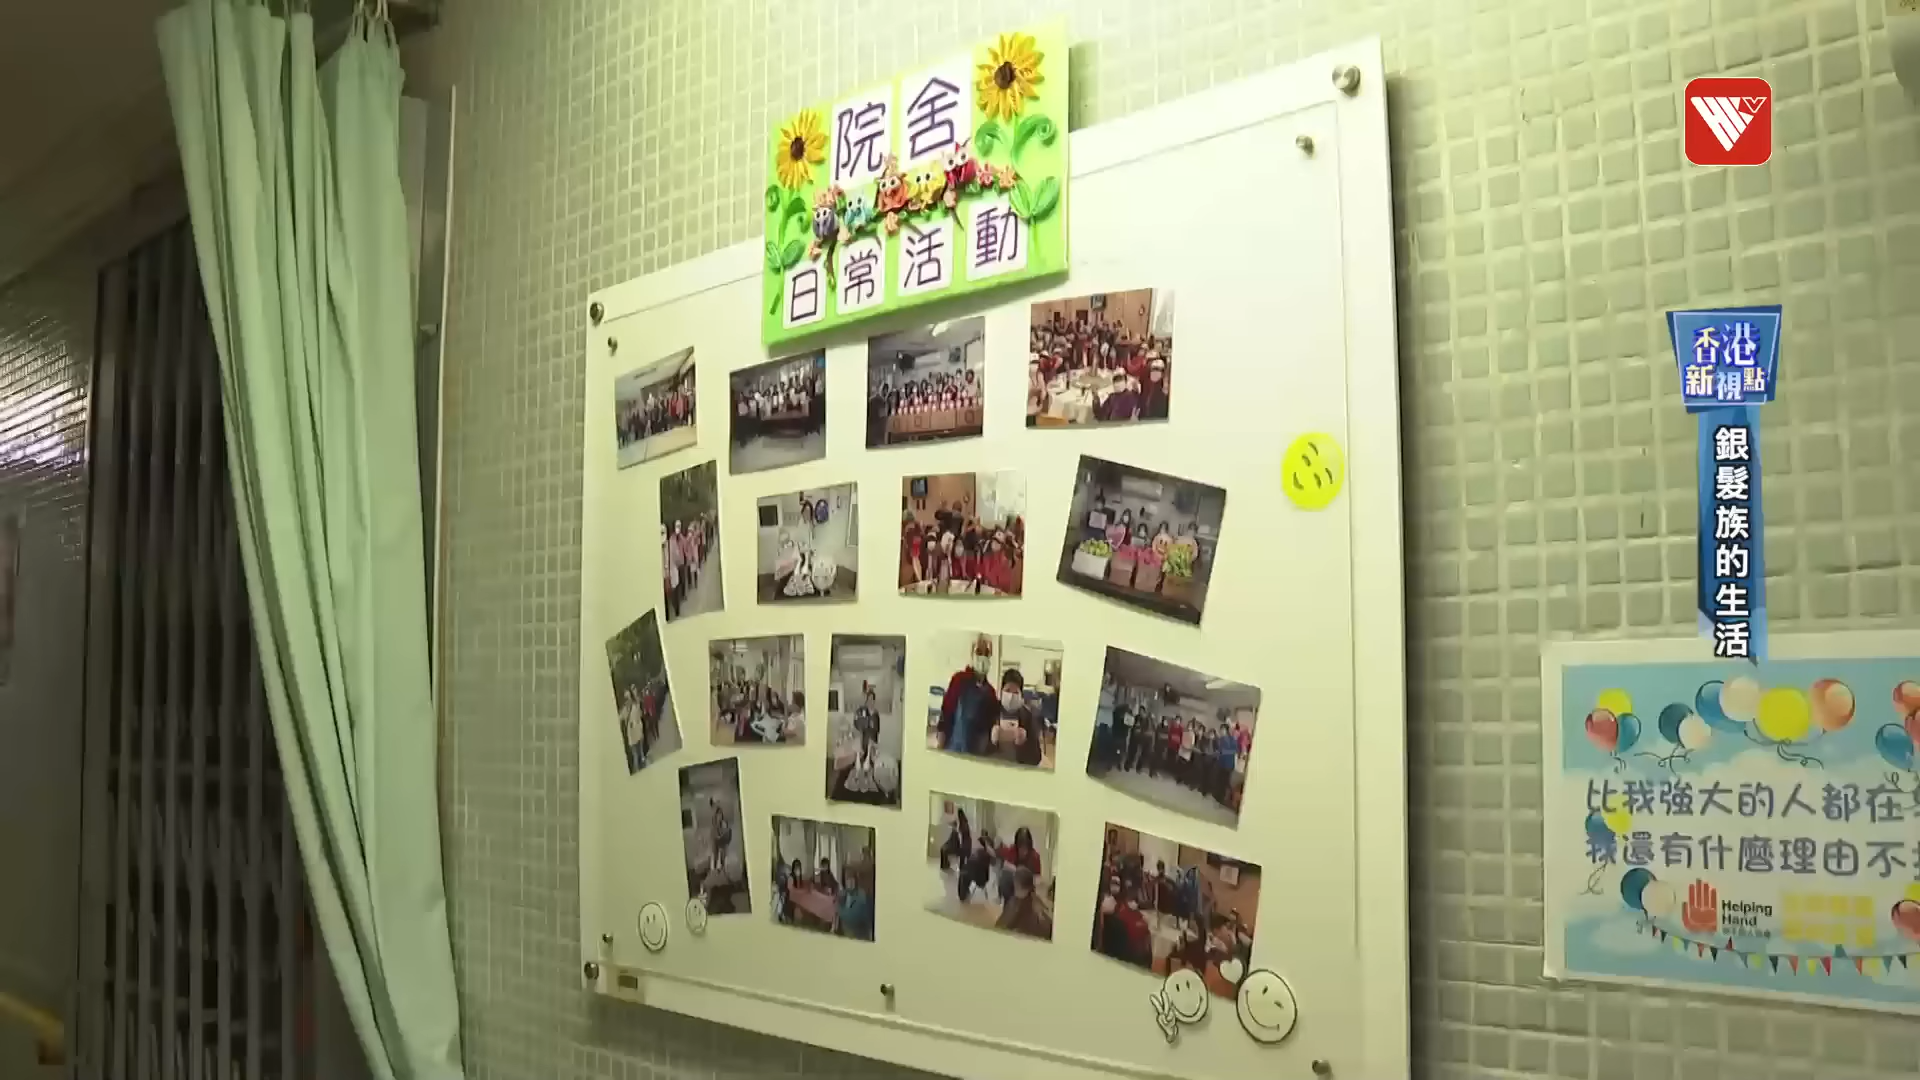 院舍
日常活動
香港
新視點
銀髮族的生活
比我強大的人都在
我還有什麼理由不
Helping
Hand